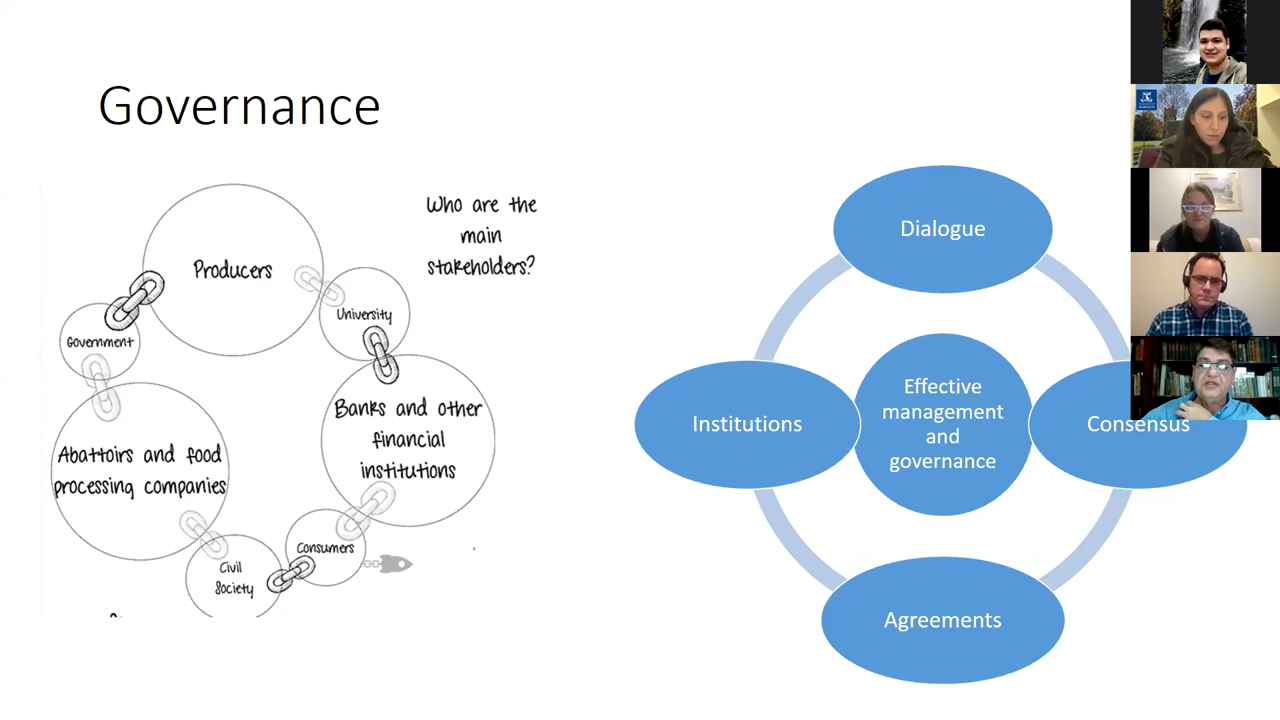 Governance
Who are the
main
stakeholders?
Producers
University
Government
Banks and other
financial
institutions
Abattoirs and food
processing companies
Consumers
Civil
Society
Dialogue
Institutions
Effective
management
and
governance
Consensus
Agreements